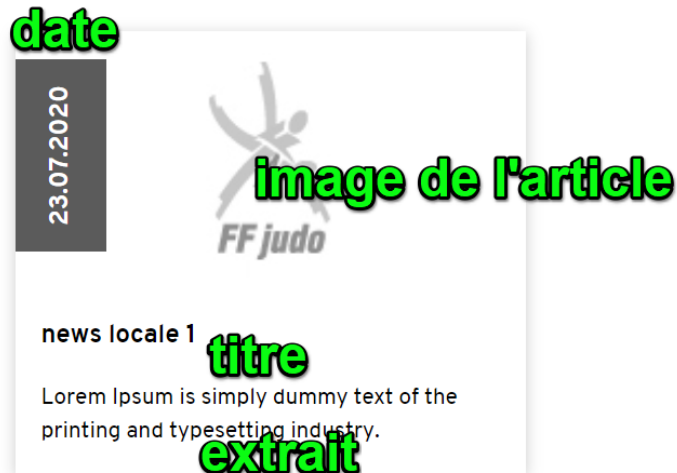 date
23.07.2020
image de l'article
FF judo
news locale 1
titre
Lorem Ipsum is simply dummy text of the
printing and typesetting industry.
extrait